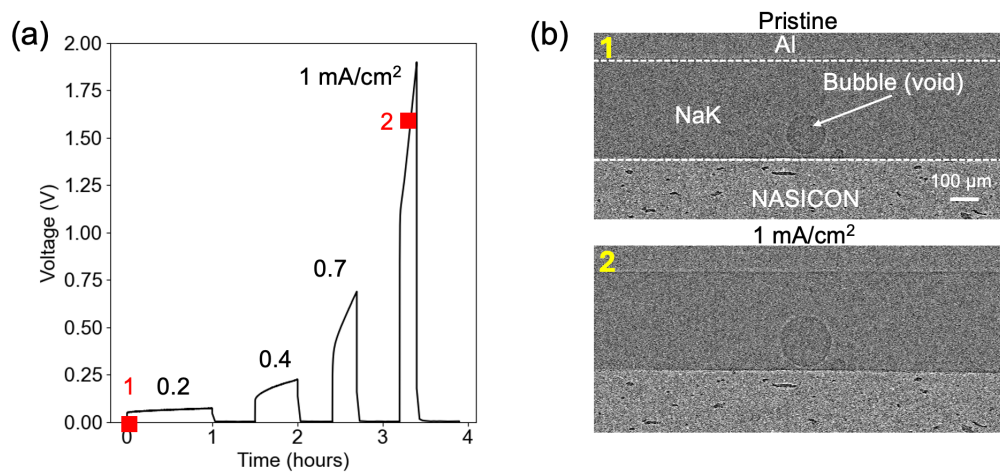 (a)
Voltage (V)
2.00
1.75
1.50
1.25
1.00
0.75
0.50
0.25
0.00
0
1
2
3
4
Time (hours)
1
0.2
0.4
0.7
1 mA/cm²
2
(b)
Pristine
1
Al
Bubble (void)
NaK
100 µm
NASICON
1 mA/cm²
2